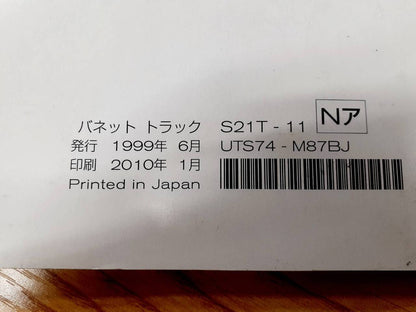 バネット トラック S21T - 11 Nア
発行 1999年 6月 UTS74 - M87BJ
印刷 2010年 1月
Printed in Japan